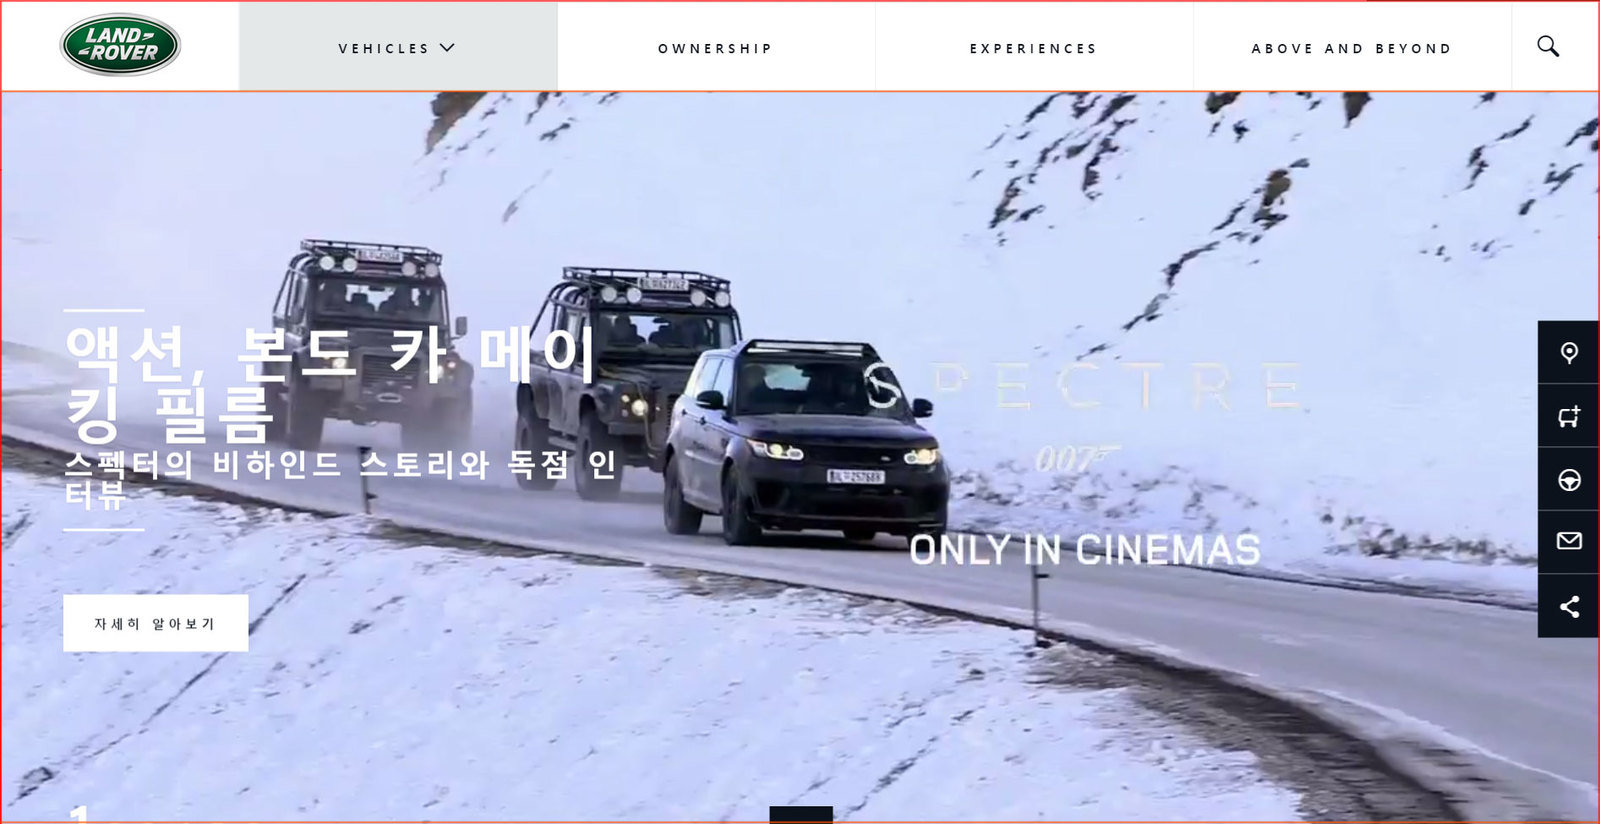 LAND-
-ROVER
VEHICLES
OWNERSHIP
EXPERIENCES
ABOVE AND BEYOND
액션, 본드 카 메이
킹 필름
스펙터의 비하인드 스토리와 독점 인
터뷰
자세히 알아보기
SPECTRE
007
ONLY IN CINEMAS
1